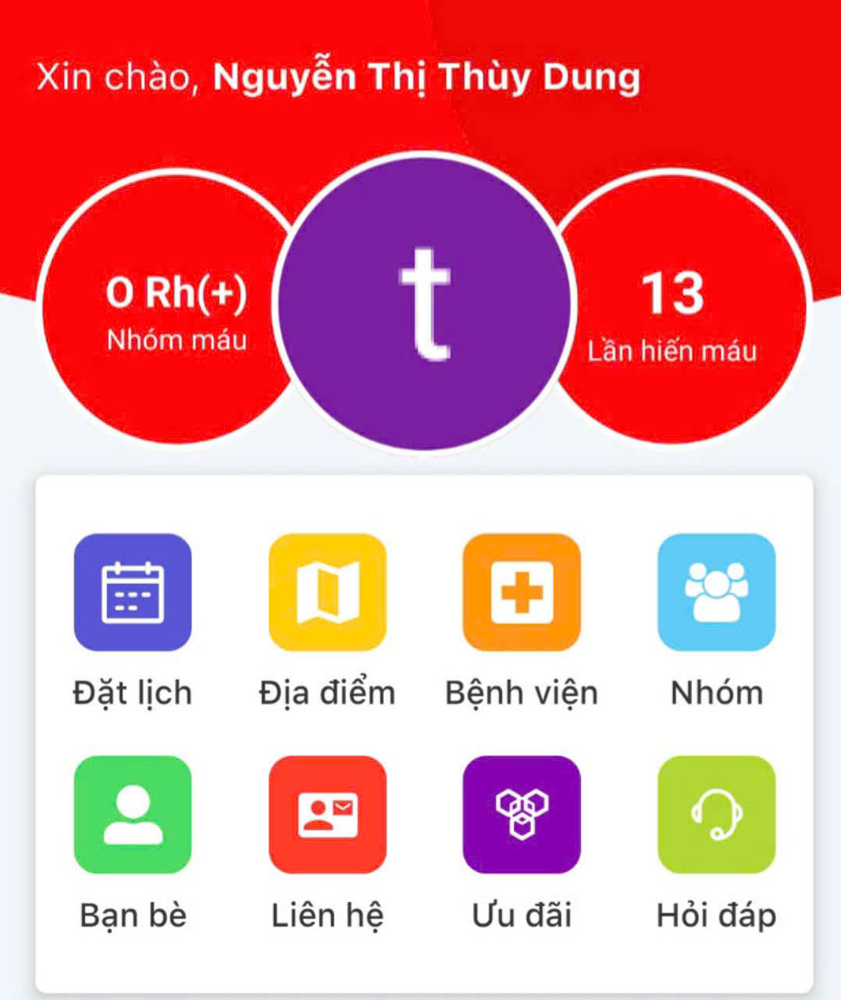 Xin chào, Nguyễn Thị Thùy Dung
O Rh(+)
Nhóm máu
t
13
Lần hiến máu
Đặt lịch
Địa điểm
Bệnh viện
Nhóm
Bạn bè
Liên hệ
Ưu đãi
Hỏi đáp